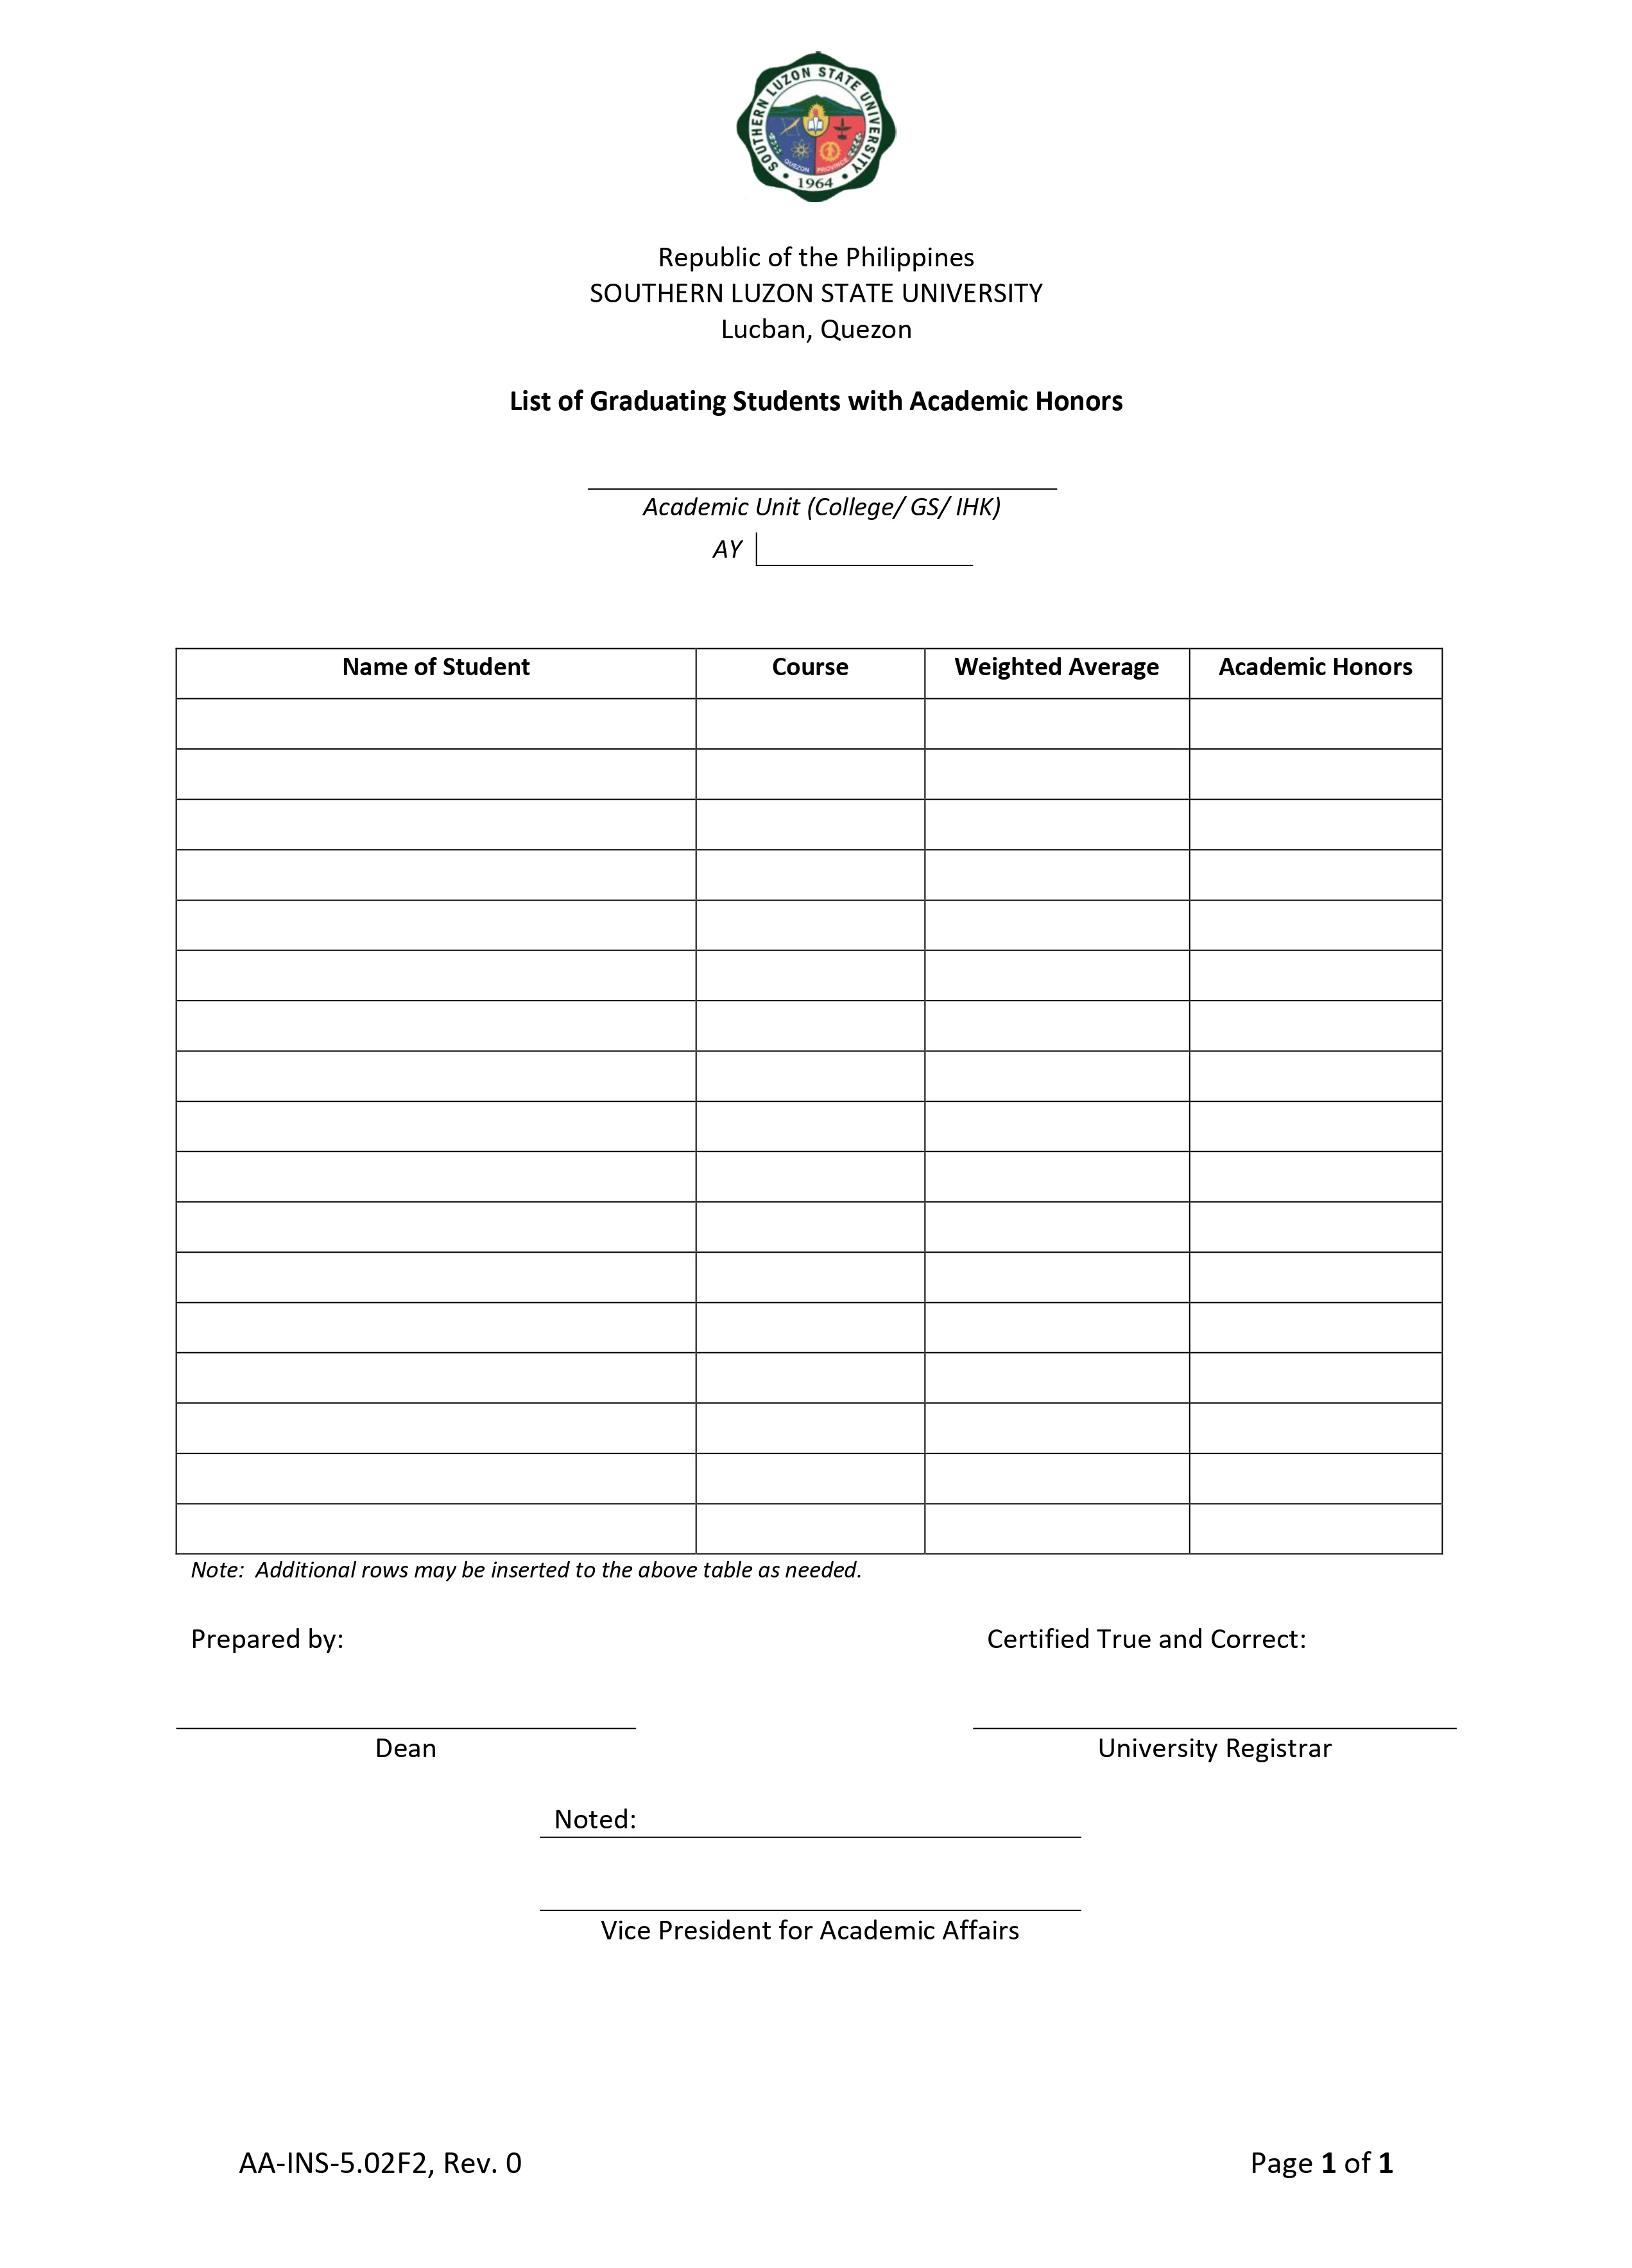 SOUTHERN LUZON STATE UNIVERSITY
QUEZON PROVINCE
• 1964 •
Republic of the Philippines
SOUTHERN LUZON STATE UNIVERSITY
Lucban, Quezon
List of Graduating Students with Academic Honors
Academic Unit (College/ GS/ IHK)
AY
Name of Student Course Weighted Average Academic Honors
Note: Additional rows may be inserted to the above table as needed.
Prepared by: Certified True and Correct:
Dean University Registrar
Noted:
Vice President for Academic Affairs
AA-INS-5.02F2, Rev. 0 Page 1 of 1